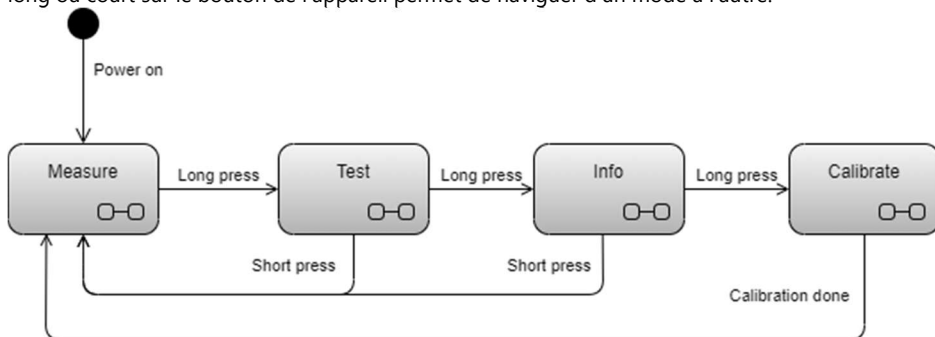 long ou court sur le bouton de l'appareil permet de naviguer d'un mode à l'autre.
Power on
Measure
Long press
Test
Long press
Info
Long press
Calibrate
Short press
Short press
Calibration done